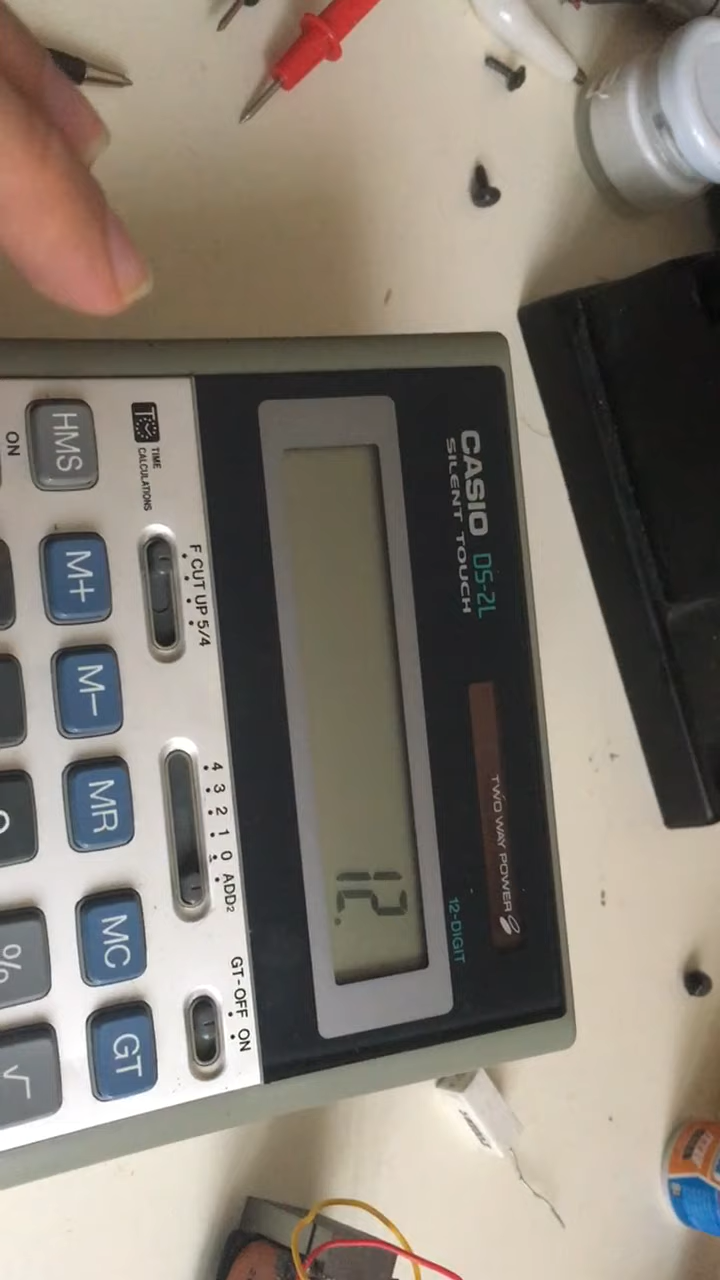 CASIO DS-2L
SILENT TOUCH
TWO WAY POWER
12-DIGIT
12.
TIME
CALCULATIONS
F CUT UP 5/4
4 3 2 1 0 ADD2
GT-OFF ON
HMS
M+
M−
MR
MC
GT
ON
%
√